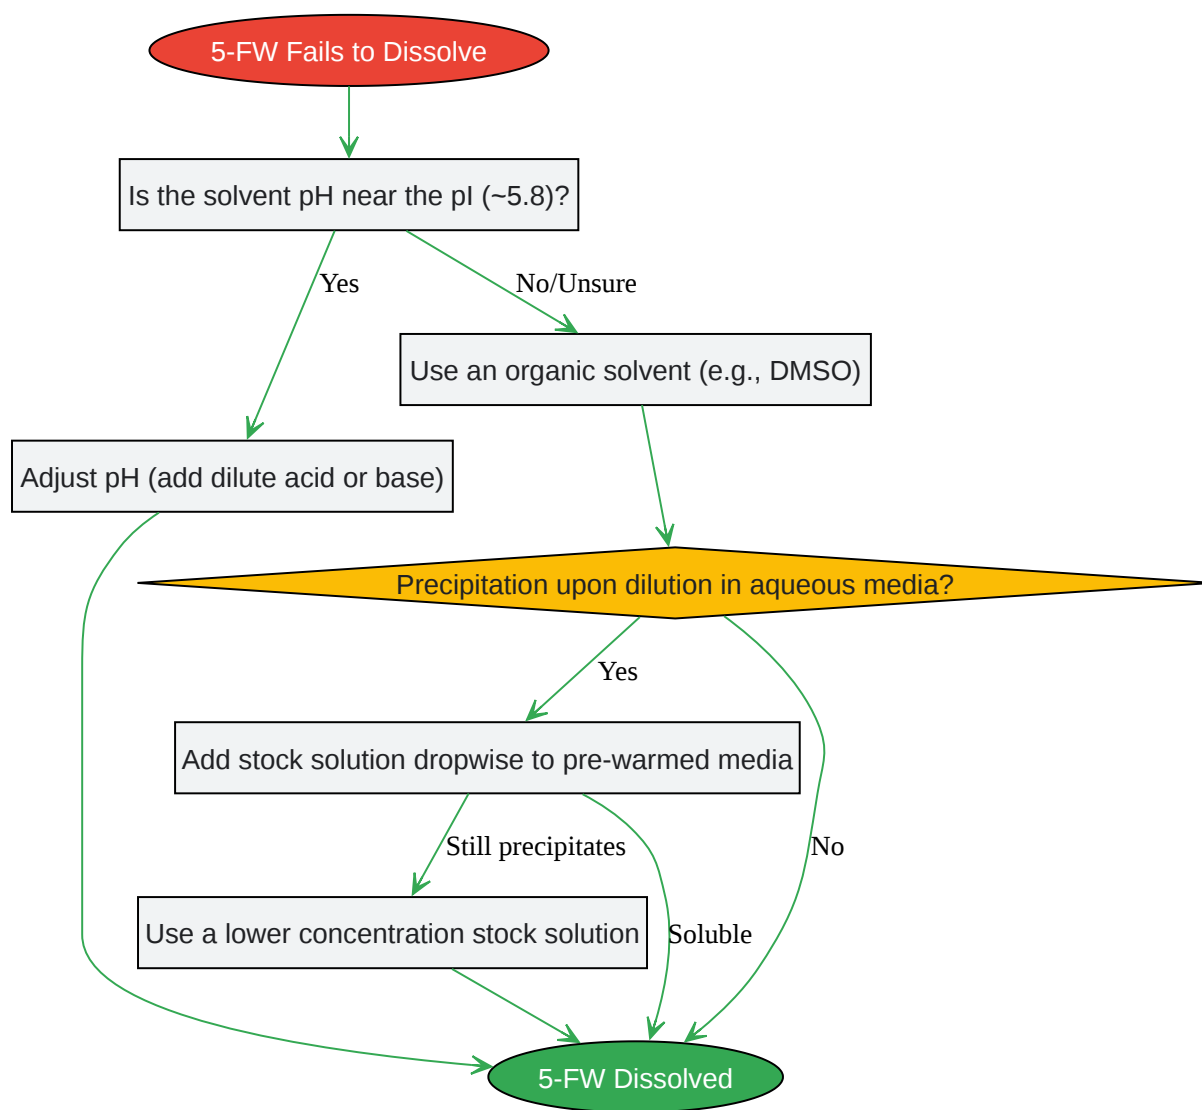 5-FW Fails to Dissolve
Is the solvent pH near the pI (~5.8)?
Yes
No/Unsure
Use an organic solvent (e.g., DMSO)
Adjust pH (add dilute acid or base)
Precipitation upon dilution in aqueous media?
Yes
Add stock solution dropwise to pre-warmed media
Still precipitates
No
Use a lower concentration stock solution
Soluble
5-FW Dissolved